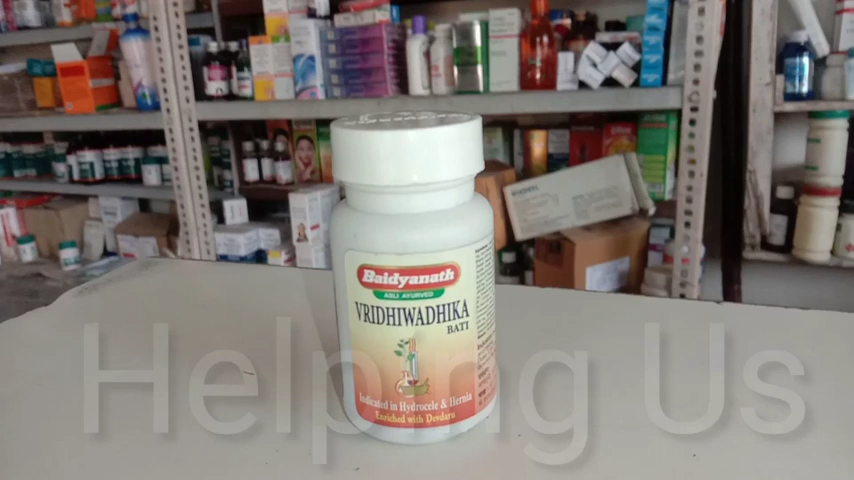 Baidyanath
ASLI AYURVED
VRIDHIWADHIKA
BATI
Indicated in Hydrocele & Hernia
Enriched with Devdaru
Helping Us